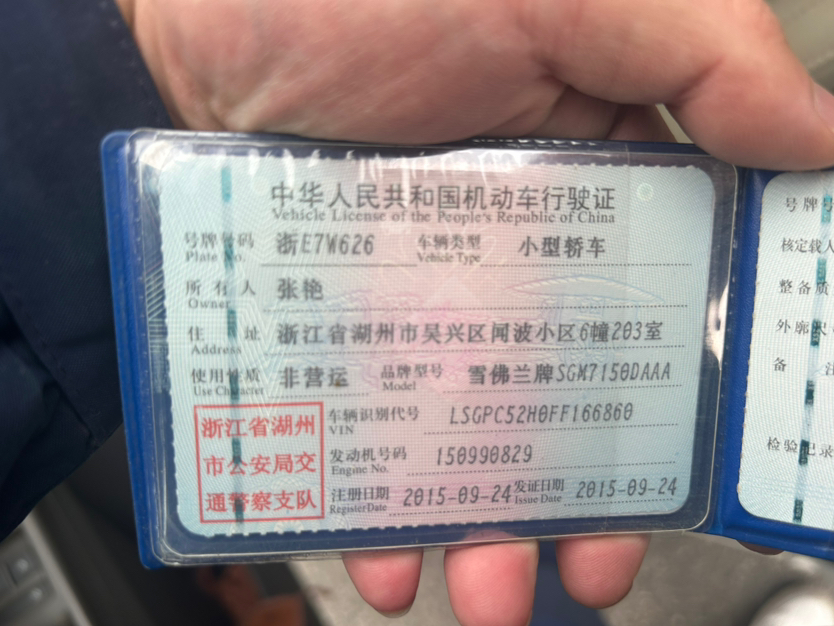 中华人民共和国机动车行驶证
Vehicle License of the People's Republic of China
号牌号码 浙E7W626 车辆类型 小型轿车
Plate No. Vehicle Type
所有人 张艳
Owner
住址 浙江省湖州市吴兴区闻波小区6幢203室
Address
使用性质 非营运 品牌型号 雪佛兰牌SGM7150DAAA
Use Character Model
浙江省湖州
市公安局交
通警察支队
车辆识别代号 LSGPC52H0FF166860
VIN
发动机号码 150990829
Engine No.
注册日期 2015-09-24 发证日期 2015-09-24
Register Date Issue Date
号牌号
核定载人
整备质
外廓尺
备 注
检验记录